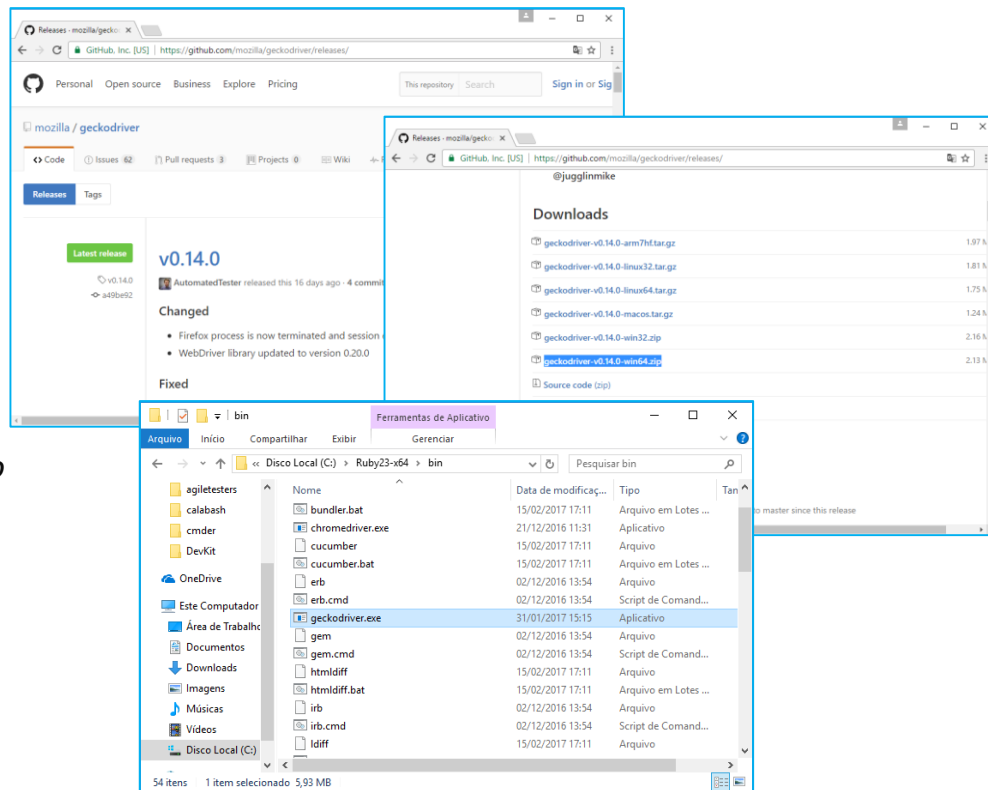 Releases · mozilla/gecko
GitHub, Inc. [US] | https://github.com/mozilla/geckodriver/releases/
Personal Open source Business Explore Pricing
This repository Search
Sign in or Sig
mozilla / geckodriver
Code Issues 62 Pull requests 3 Projects 0 Wiki
Releases Tags
Latest release
v0.14.0
a49be92
v0.14.0
AutomatedTester released this 16 days ago · 4 commit
Changed
• Firefox process is now terminated and session
• WebDriver library updated to version 0.20.0
Fixed
Releases · mozilla/gecko
GitHub, Inc. [US] | https://github.com/mozilla/geckodriver/releases/
@jugglinmike
Downloads
geckodriver-v0.14.0-arm7hf.tar.gz 1.97 M
geckodriver-v0.14.0-linux32.tar.gz 1.81 M
geckodriver-v0.14.0-linux64.tar.gz 1.75 M
geckodriver-v0.14.0-macos.tar.gz 1.24 M
geckodriver-v0.14.0-win32.zip 2.16 M
geckodriver-v0.14.0-win64.zip 2.13 M
Source code (zip)
to master since this release
o
bin
Ferramentas de Aplicativo
Arquivo Início Compartilhar Exibir Gerenciar
« Disco Local (C:) > Ruby23-x64 > bin
Pesquisar bin
agiletesters
calabash
cmder
DevKit
OneDrive
Este Computador
Área de Trabalho
Documentos
Downloads
Imagens
Músicas
Vídeos
Disco Local (C:)
Nome Data de modificaç... Tipo Tan
bundler.bat 15/02/2017 17:11 Arquivo em Lotes ...
chromedriver.exe 21/12/2016 11:31 Aplicativo
cucumber 15/02/2017 17:11 Arquivo
cucumber.bat 15/02/2017 17:11 Arquivo em Lotes ...
erb 02/12/2016 13:54 Arquivo
erb.cmd 02/12/2016 13:54 Script de Comand...
geckodriver.exe 31/01/2017 15:15 Aplicativo
gem 02/12/2016 13:54 Arquivo
gem.cmd 02/12/2016 13:54 Script de Comand...
htmldiff 15/02/2017 17:11 Arquivo
htmldiff.bat 15/02/2017 17:11 Arquivo em Lotes ...
irb 02/12/2016 13:54 Arquivo
irb.cmd 02/12/2016 13:54 Script de Comand...
ldiff 15/02/2017 17:11 Arquivo
54 itens 1 item selecionado 5,93 MB